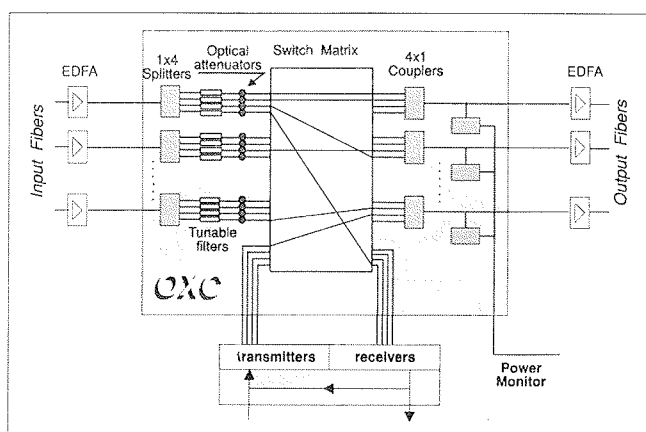 1x4
Splitters
Optical
attenuators
Switch Matrix
4x1
Couplers
EDFA
EDFA
Input Fibers
Output Fibers
Tunable
filters
OXC
transmitters
receivers
Power
Monitor